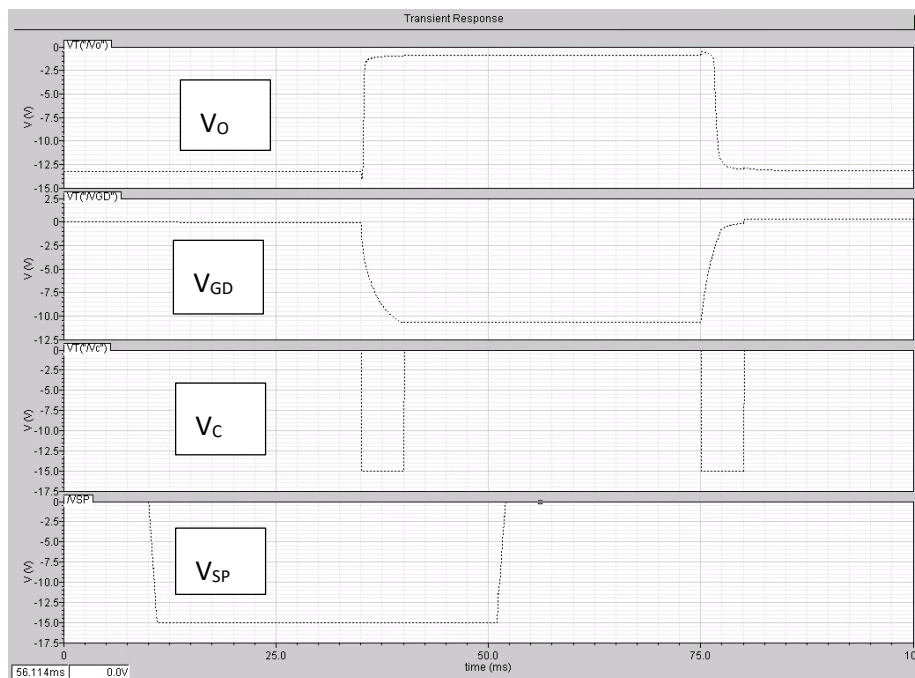 Transient Response
VT("/Vo")
0
-2.5
-5.0
-7.5
-10.0
-12.5
-15.0
V (V)
VO
VT("/VGD")
2.5
0
-2.5
-5.0
-7.5
-10.0
-12.5
V (V)
VGD
VT("/Vc")
0
-2.5
-5.0
-7.5
-10.0
-12.5
-15.0
-17.5
V (V)
VC
/VSP
0
-2.5
-5.0
-7.5
-10.0
-12.5
-15.0
-17.5
V (V)
VSP
0 25.0 50.0 75.0 10
time (ms)
56.114ms 0.0V